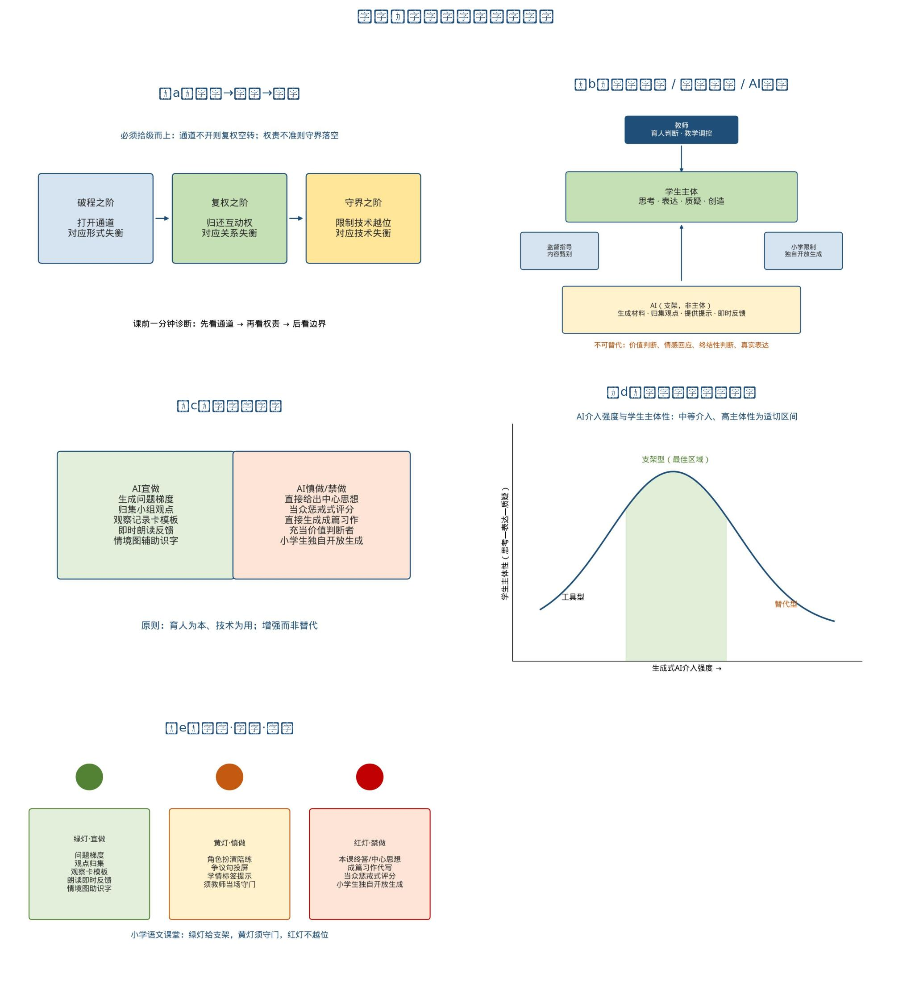 必须拾级而上：通道不开则复权空转；权责不准则守界落空
破程之阶
打开通道
对应形式失衡
复权之阶
归还互动权
对应关系失衡
守界之阶
限制技术越位
对应技术失衡
课前一分钟诊断：先看通道 → 再看权责 → 后看边界
教师
育人判断 · 教学调控
学生主体
思考 · 表达 · 质疑 · 创造
监督指导
内容甄别
小学限制
独自开放生成
AI（支架，非主体）
生成材料 · 归集观点 · 提供提示 · 即时反馈
不可替代：价值判断、情感回应、终结性判断、真实表达
AI宜做
生成问题梯度
归集小组观点
观察记录卡模板
即时朗读反馈
情境图辅助识字
AI慎做/禁做
直接给出中心思想
当众惩戒式评分
直接生成成篇习作
充当价值判断者
小学生独自开放生成
原则：育人为本、技术为用；增强而非替代
AI介入强度与学生主体性：中等介入、高主体性为适切区间
支架型（最佳区域）
学生主体性（思考—表达—质疑）
工具型
替代型
生成式AI介入强度 →
绿灯·宜做
问题梯度
观点归集
观察卡模板
朗读即时反馈
情境图助识字
黄灯·慎做
角色扮演陪练
争议句投屏
学情标签提示
须教师当场守门
红灯·禁做
本课终答/中心思想
成篇习作代写
当众惩戒式评分
小学生独自开放生成
小学语文课堂：绿灯给支架，黄灯须守门，红灯不越位